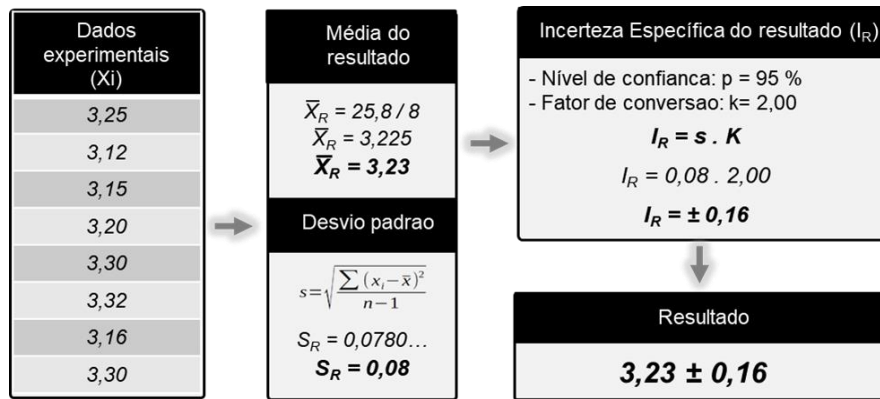 Dados
experimentais
(Xi)
3,25
3,12
3,15
3,20
3,30
3,32
3,16
3,30
Média do
resultado
X̅R = 25,8 / 8
X̅R = 3,225
X̅R = 3,23
Desvio padrao
s=√(∑(xi−x̅)²/(n−1))
SR = 0,0780...
SR = 0,08
Incerteza Específica do resultado (IR)
- Nível de confianca: p = 95 %
- Fator de conversao: k= 2,00
IR = s . K
IR = 0,08 . 2,00
IR = ± 0,16
Resultado
3,23 ± 0,16